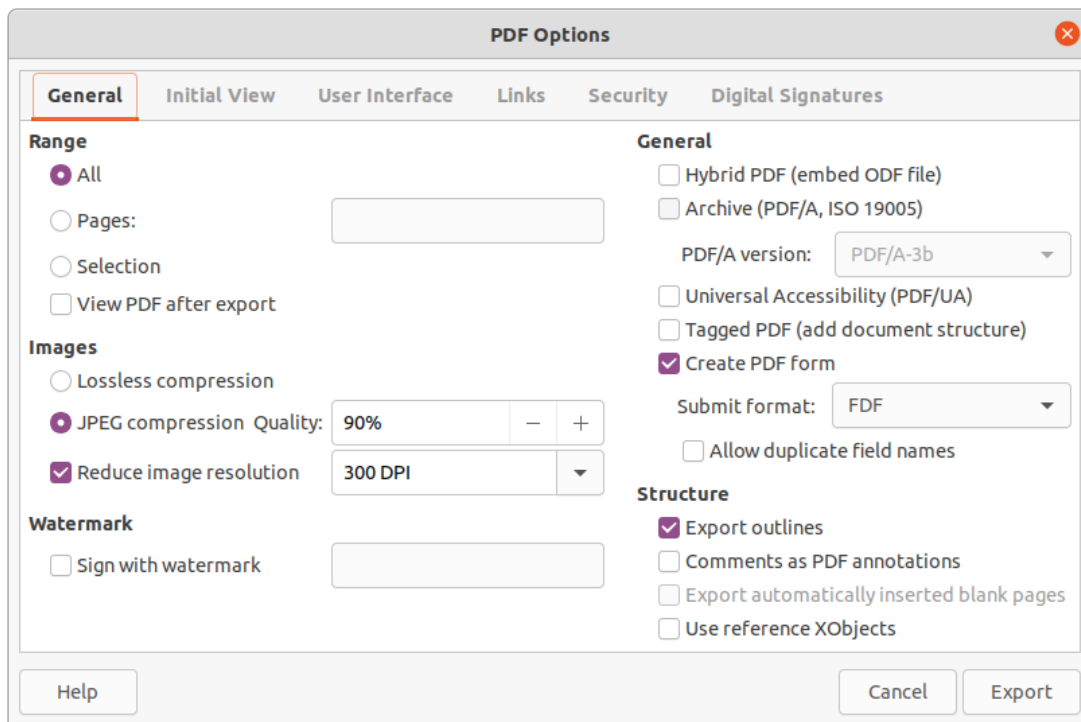 PDF Options
General Initial View User Interface Links Security Digital Signatures
Range
All
Pages:
Selection
View PDF after export
Images
Lossless compression
JPEG compression Quality: 90%
Reduce image resolution 300 DPI
Watermark
Sign with watermark
General
Hybrid PDF (embed ODF file)
Archive (PDF/A, ISO 19005)
PDF/A version: PDF/A-3b
Universal Accessibility (PDF/UA)
Tagged PDF (add document structure)
Create PDF form
Submit format: FDF
Allow duplicate field names
Structure
Export outlines
Comments as PDF annotations
Export automatically inserted blank pages
Use reference XObjects
Help Cancel Export